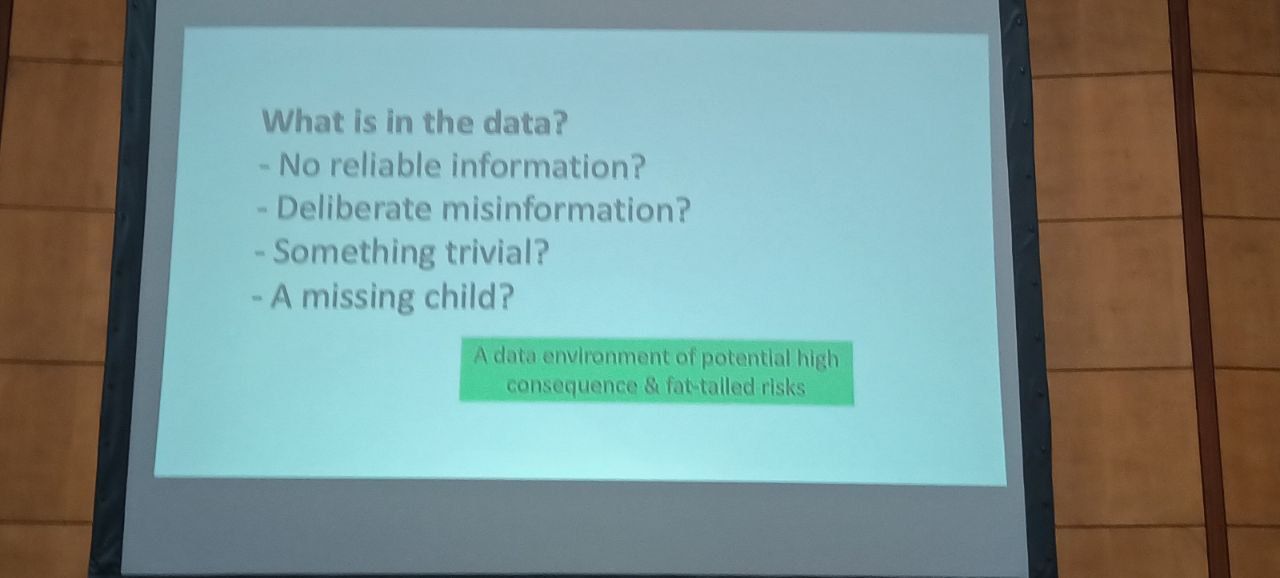 What is in the data?
- No reliable information?
- Deliberate misinformation?
- Something trivial?
- A missing child?
A data environment of potential high
consequence & fat-tailed risks